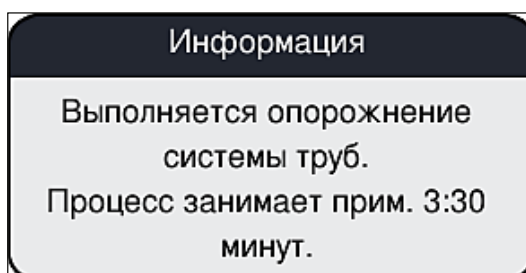 Информация
Выполняется опорожнение
системы труб.
Процесс занимает прим. 3:30
минут.